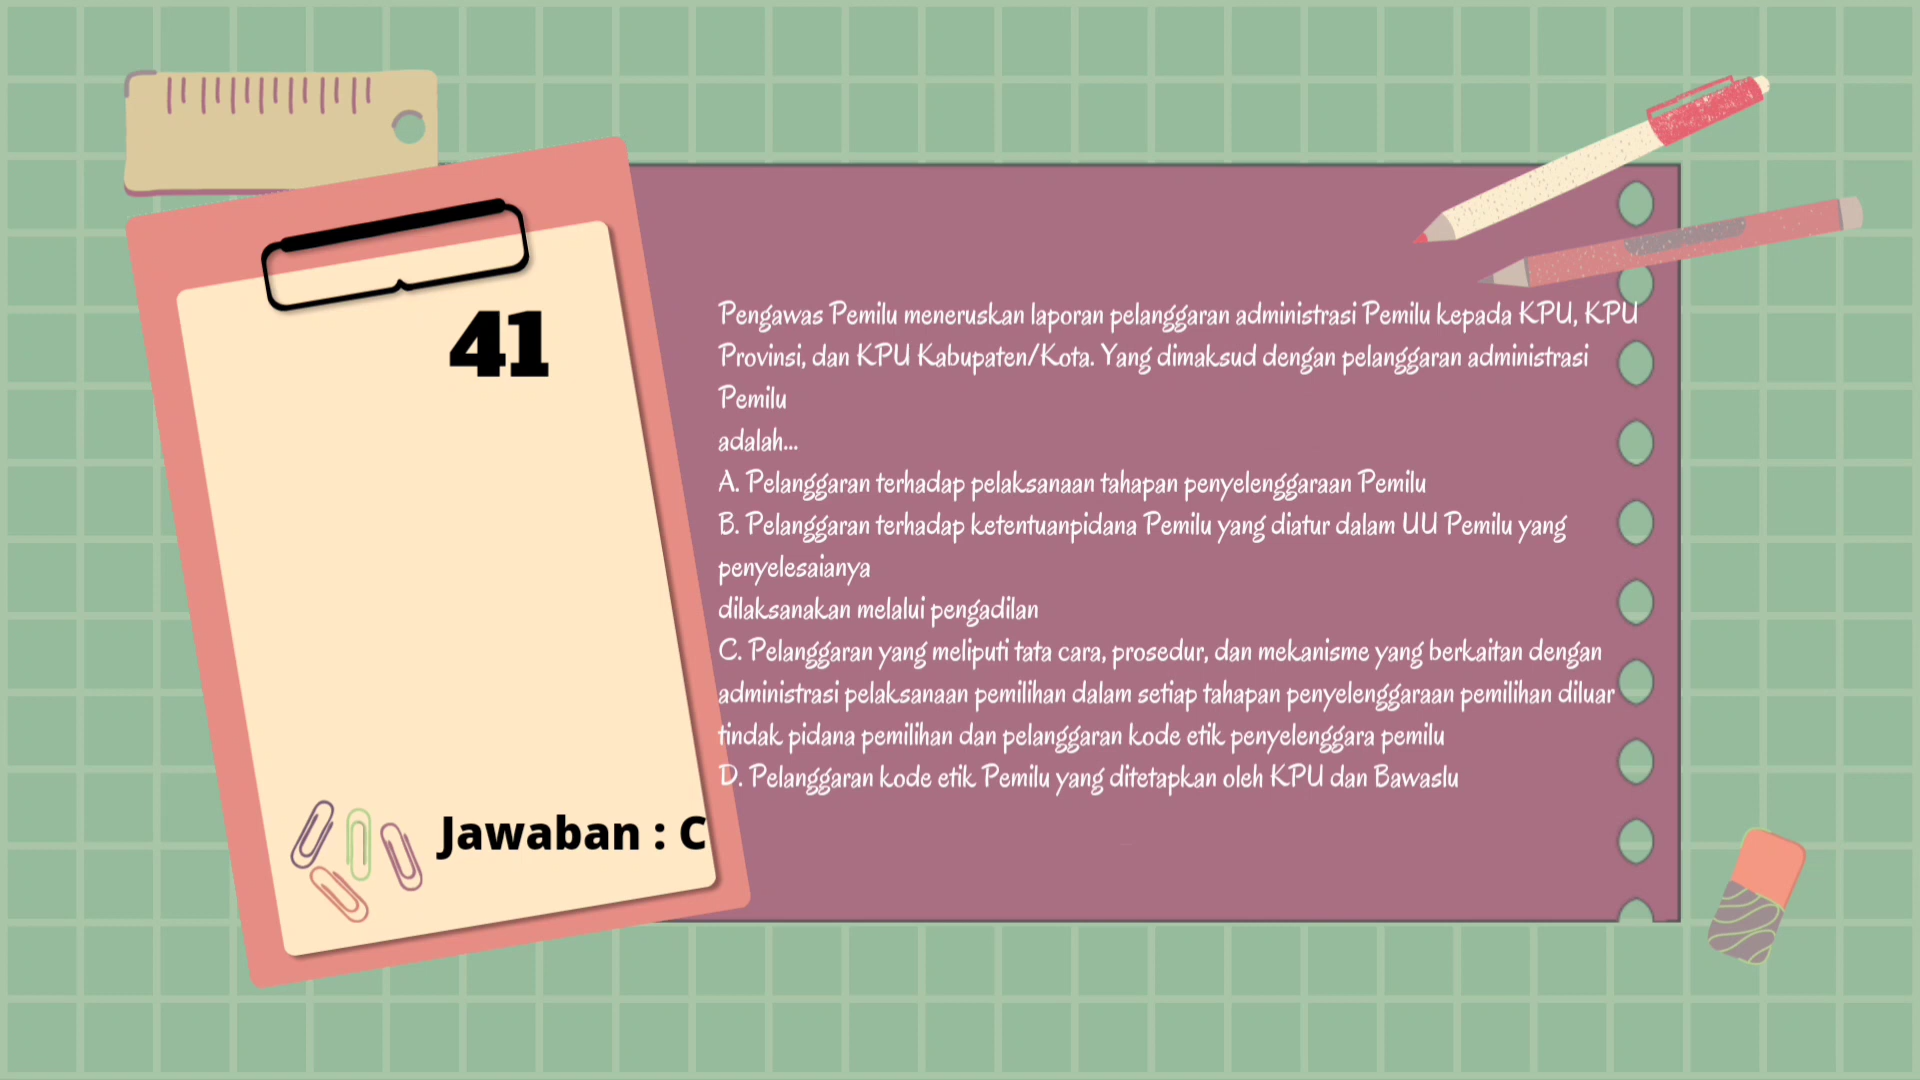 41
Jawaban : C
Pengawas Pemilu meneruskan laporan pelanggaran administrasi Pemilu kepada KPU, KPU
Provinsi, dan KPU Kabupaten/Kota. Yang dimaksud dengan pelanggaran administrasi
Pemilu
adalah...
A. Pelanggaran terhadap pelaksanaan tahapan penyelenggaraan Pemilu
B. Pelanggaran terhadap ketentuanpidana Pemilu yang diatur dalam UU Pemilu yang
penyelesaianya
dilaksanakan melalui pengadilan
C. Pelanggaran yang meliputi tata cara, prosedur, dan mekanisme yang berkaitan dengan
administrasi pelaksanaan pemilihan dalam setiap tahapan penyelenggaraan pemilihan diluar
tindak pidana pemilihan dan pelanggaran kode etik penyelenggara pemilu
D. Pelanggaran kode etik Pemilu yang ditetapkan oleh KPU dan Bawaslu